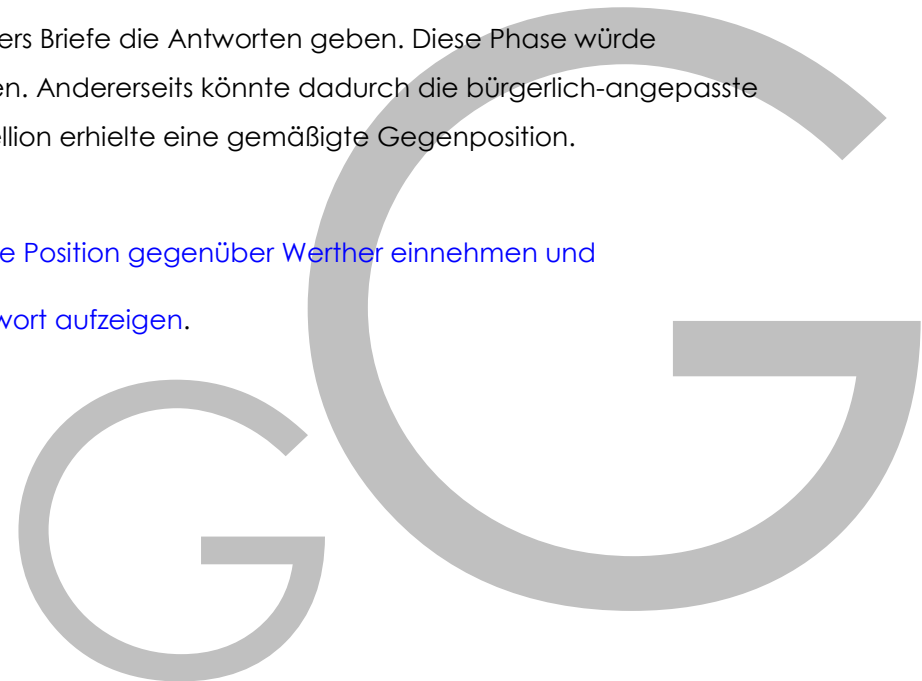 ers Briefe die Antworten geben. Diese Phase würde
en. Andererseits könnte dadurch die bürgerlich-angepasste
ellion erhielte eine gemäßigte Gegenposition.
e Position gegenüber Werther einnehmen und
wort aufzeigen.
G
G